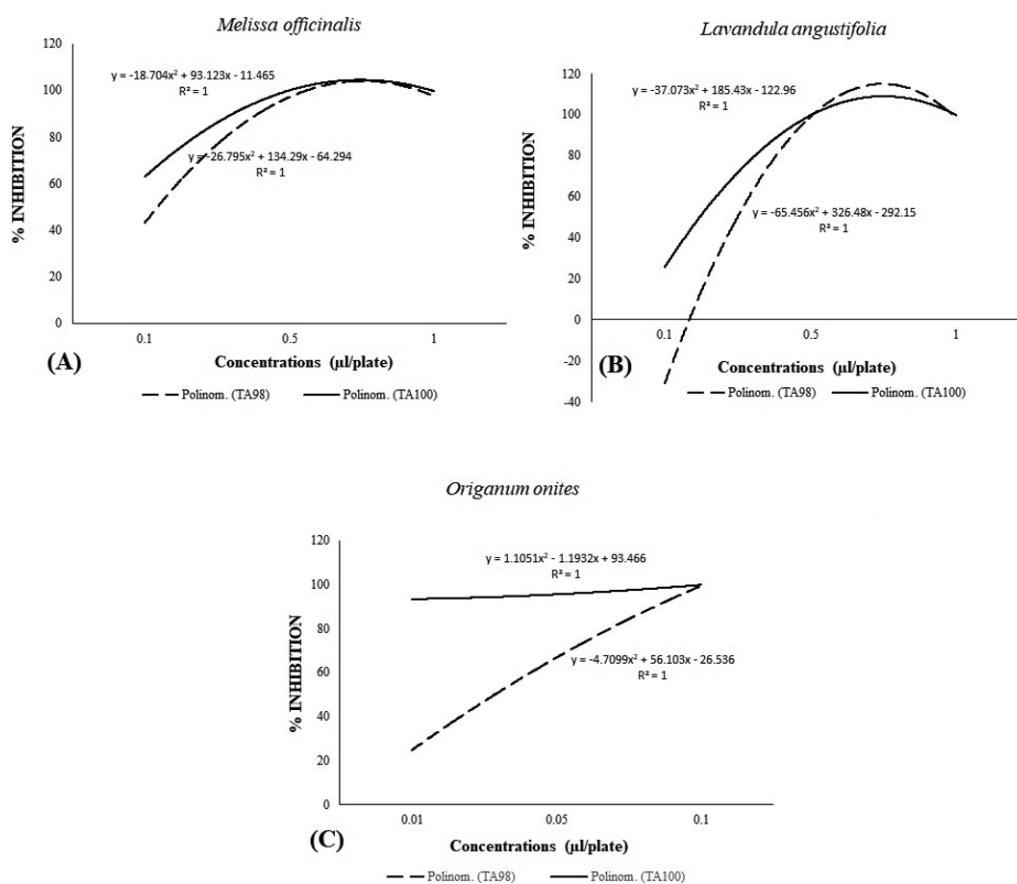 Melissa officinalis
120
100
80
60
40
20
0
% INHIBITION
y = -18.704x² + 93.123x - 11.465
R² = 1
y = -26.795x² + 134.29x - 64.294
R² = 1
0.1
0.5
1
(A)
Concentrations (µl/plate)
Polinom. (TA98)
Polinom. (TA100)
Lavandula angustifolia
120
100
80
60
40
20
0
-20
-40
% INHIBITION
y = -37.073x² + 185.43x - 122.96
R² = 1
y = -65.456x² + 326.48x - 292.15
R² = 1
0.1
0.5
1
(B)
Concentrations (µl/plate)
Polinom. (TA98)
Polinom. (TA100)
Origanum onites
120
100
80
60
40
20
0
% INHIBITION
y = 1.1051x² - 1.1932x + 93.466
R² = 1
y = -4.7099x² + 56.103x - 26.536
R² = 1
0.01
0.05
0.1
(C)
Concentrations (µl/plate)
Polinom. (TA98)
Polinom. (TA100)